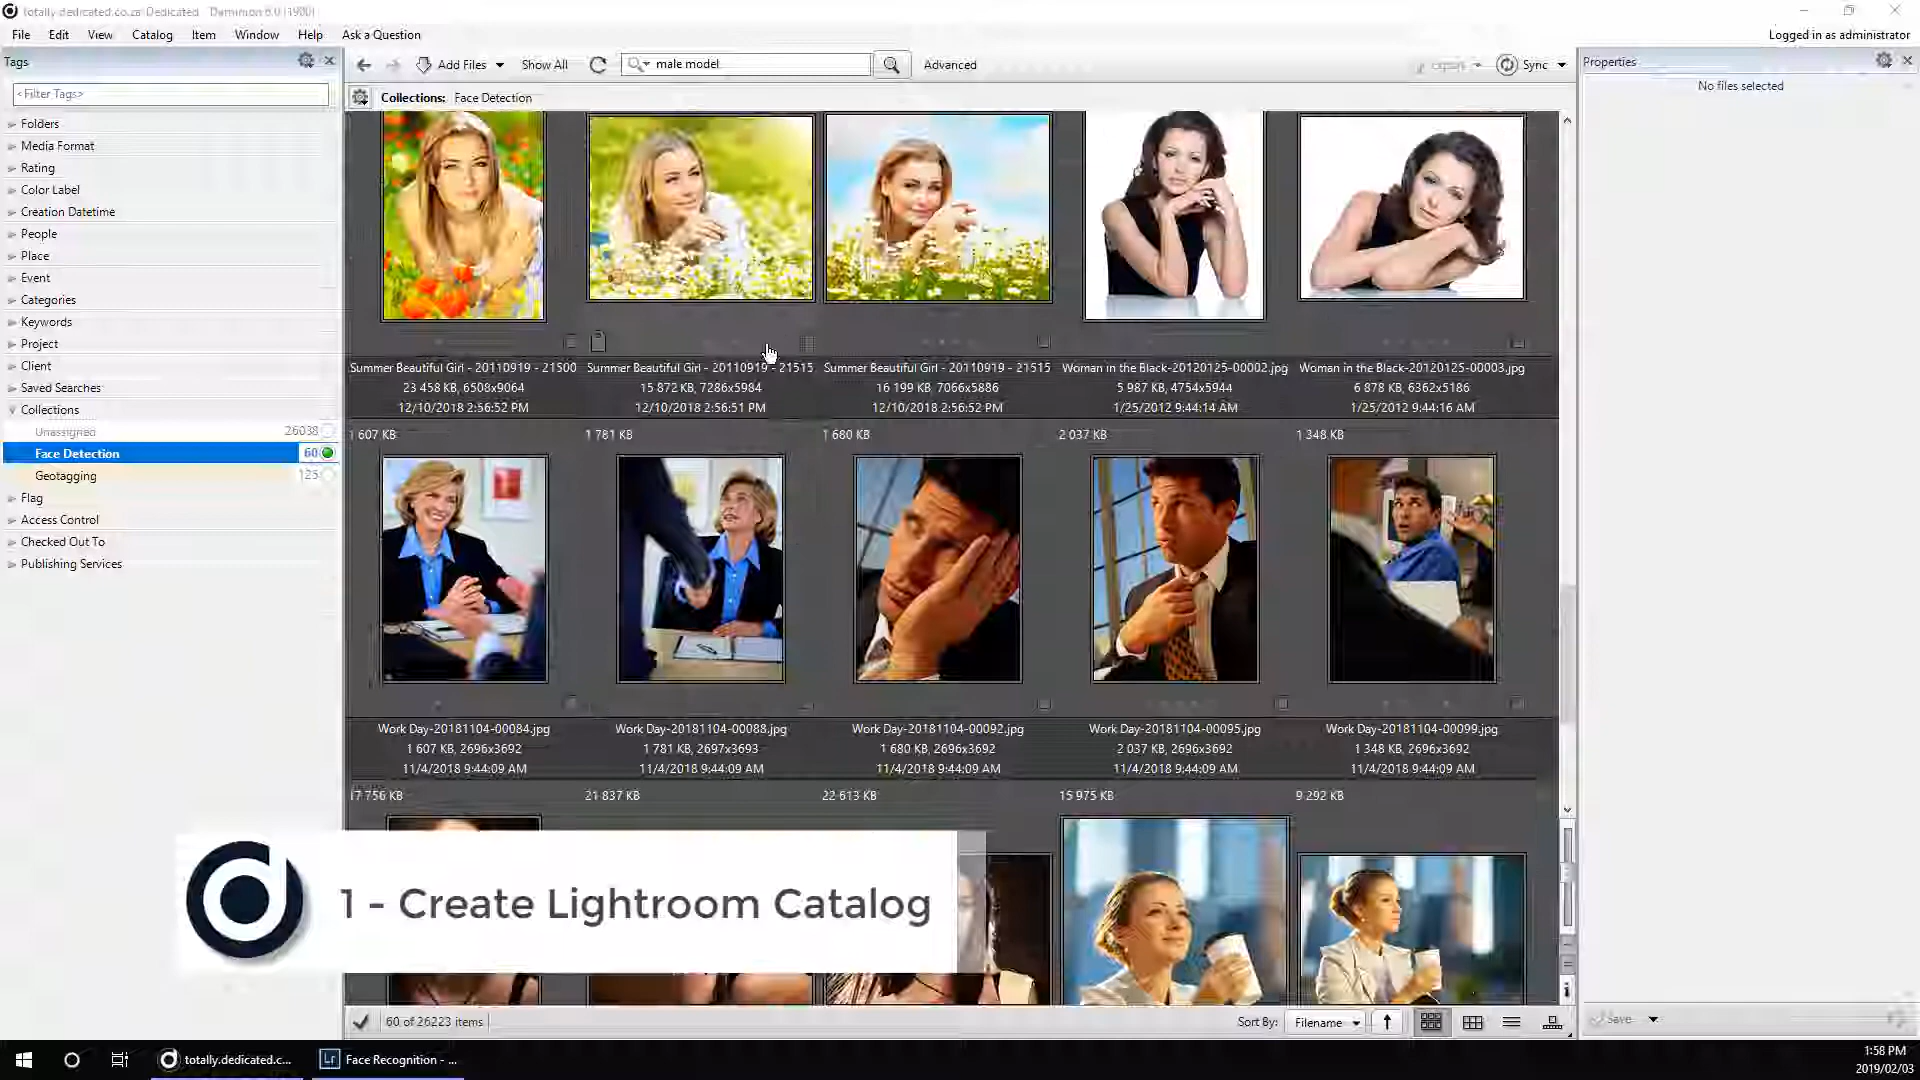 totally.dedicated.co.za Dedicated - Daminion 6.0 (1900)
File Edit View Catalog Item Window Help Ask a Question
Logged in as administrator
Tags
Add Files Show All male model Advanced
Sync
Properties
<Filter Tags>
Collections: Face Detection
No files selected
Folders
Media Format
Rating
Color Label
Creation Datetime
People
Place
Event
Categories
Keywords
Project
Client
Saved Searches
Collections
Unassigned 26038
Face Detection 60
Geotagging 125
Flag
Access Control
Checked Out To
Publishing Services
Summer Beautiful Girl - 20110919 - 21500 Summer Beautiful Girl - 20110919 - 21515 Summer Beautiful Girl - 20110919 - 21515 Woman in the Black-20120125-00002.jpg Woman in the Black-20120125-00003.jpg
23 458 KB, 6508x9064 15 872 KB, 7286x5984 16 199 KB, 7066x5886 5 987 KB, 4754x5944 6 878 KB, 6362x5186
12/10/2018 2:56:52 PM 12/10/2018 2:56:51 PM 12/10/2018 2:56:52 PM 1/25/2012 9:44:14 AM 1/25/2012 9:44:16 AM
1 607 KB 1 781 KB 1 680 KB 2 037 KB 1 348 KB
Work Day-20181104-00084.jpg Work Day-20181104-00088.jpg Work Day-20181104-00092.jpg Work Day-20181104-00095.jpg Work Day-20181104-00099.jpg
1 607 KB, 2696x3692 1 781 KB, 2697x3693 1 680 KB, 2696x3692 2 037 KB, 2696x3692 1 348 KB, 2696x3692
11/4/2018 9:44:09 AM 11/4/2018 9:44:09 AM 11/4/2018 9:44:09 AM 11/4/2018 9:44:09 AM 11/4/2018 9:44:09 AM
17 756 KB 21 837 KB 22 613 KB 15 975 KB 9 292 KB
1 - Create Lightroom Catalog
60 of 26223 items
Sort By: Filename
Save
totally.dedicated.c...
Lr Face Recognition - ...
1:58 PM
2019/02/03